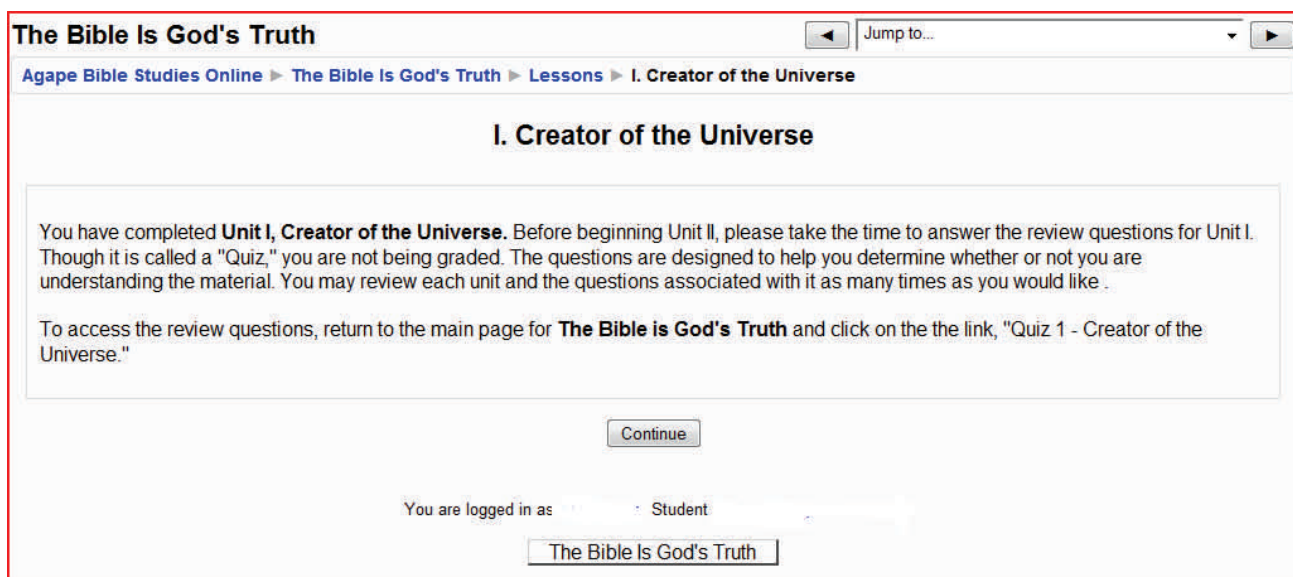 The Bible Is God's Truth
Jump to...
Agape Bible Studies Online ► The Bible Is God's Truth ► Lessons ► I. Creator of the Universe
I. Creator of the Universe
You have completed Unit I, Creator of the Universe. Before beginning Unit II, please take the time to answer the review questions for Unit I.
Though it is called a "Quiz," you are not being graded. The questions are designed to help you determine whether or not you are
understanding the material. You may review each unit and the questions associated with it as many times as you would like .
To access the review questions, return to the main page for The Bible is God's Truth and click on the the link, "Quiz 1 - Creator of the
Universe."
Continue
You are logged in as Student
The Bible Is God's Truth